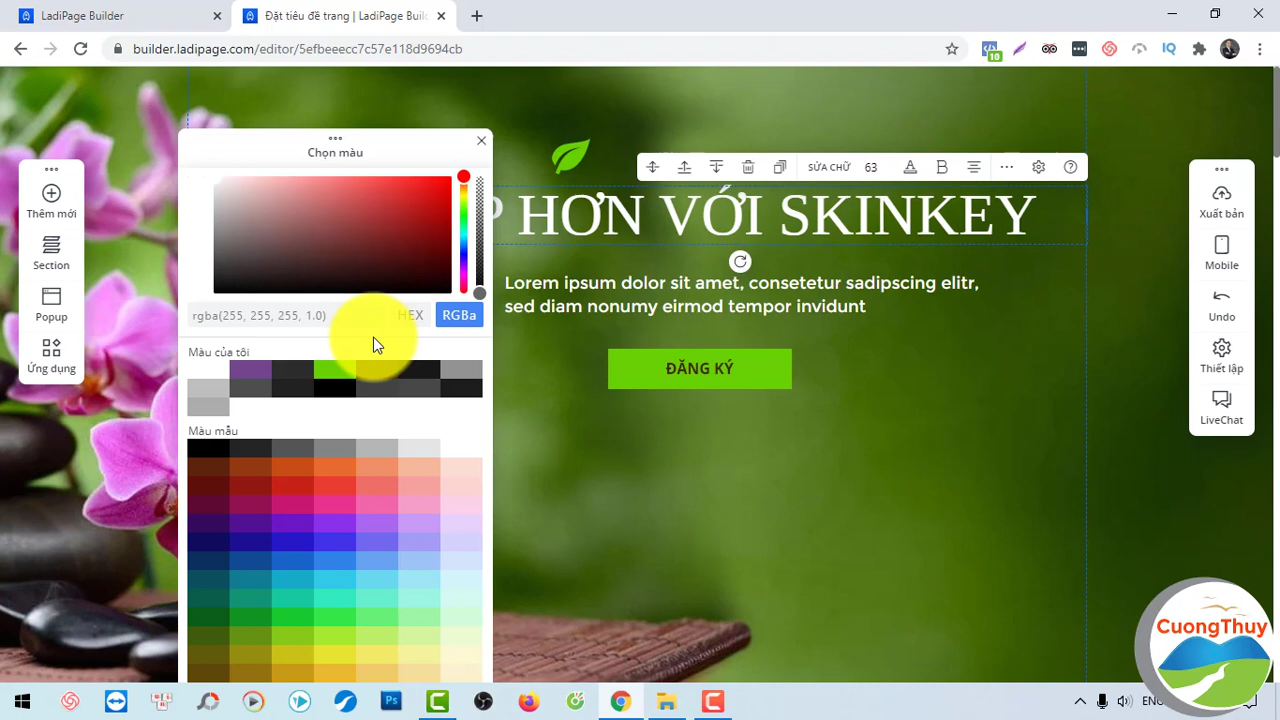 LadiPage Builder
Đặt tiêu đề trang | LadiPage Buil
builder.ladipage.com/editor/5efbeeecc7c57e118d9694cb
10
IQ
Chọn màu
SỬA CHỮ 63
P HƠN VỚI SKINKEY
Thêm mới
Section
Popup
Ứng dụng
Xuất bản
Mobile
Undo
Thiết lập
LiveChat
Lorem ipsum dolor sit amet, consetetur sadipscing elitr,
sed diam nonumy eirmod tempor invidunt
rgba(255, 255, 255, 1.0) HEX RGBa
Màu của tôi
ĐĂNG KÝ
Màu mẫu
CuongThuy
Ps